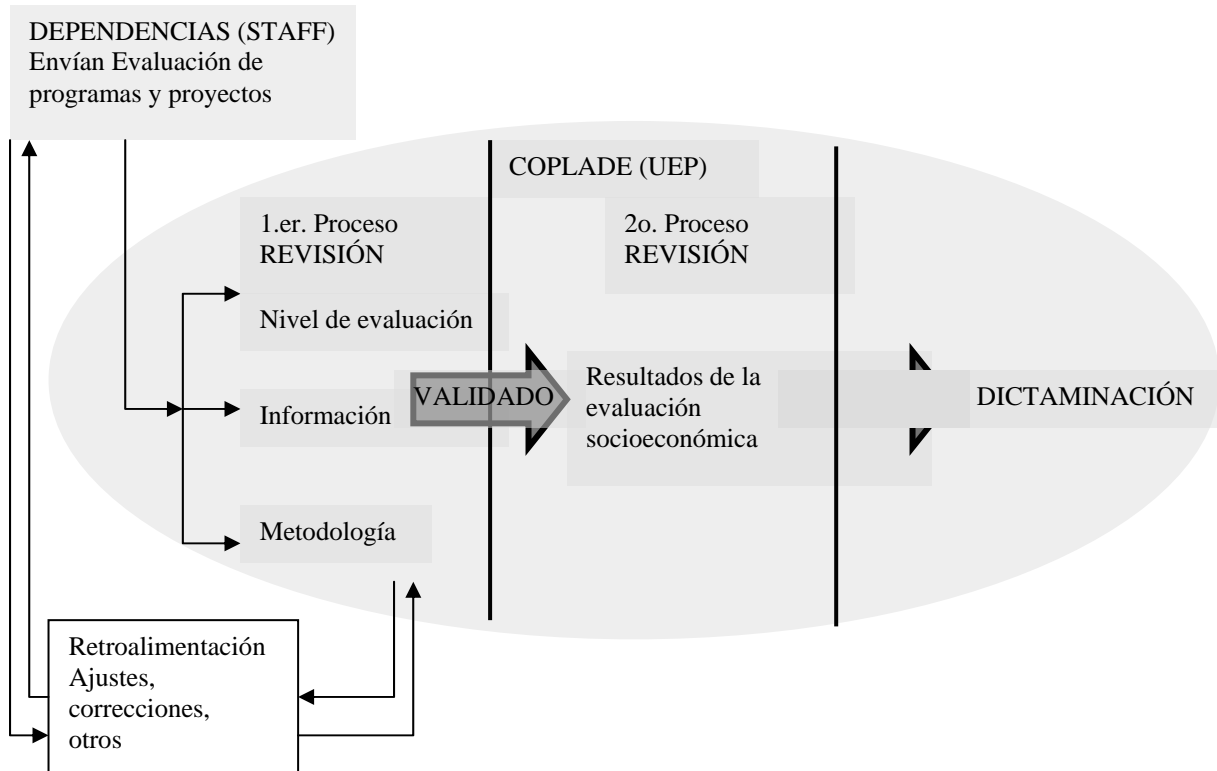 DEPENDENCIAS (STAFF)
Envían Evaluación de
programas y proyectos
COPLADE (UEP)
1.er. Proceso
REVISIÓN
2o. Proceso
REVISIÓN
Nivel de evaluación
Información
VALIDADO
Resultados de la
evaluación
socioeconómica
DICTAMINACIÓN
Metodología
Retroalimentación
Ajustes,
correcciones,
otros